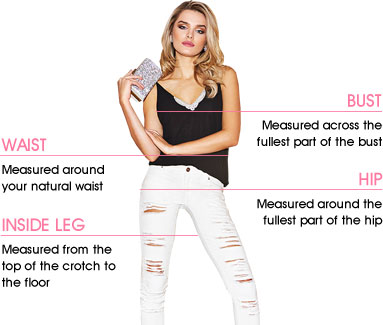 BUST
Measured across the
fullest part of the bust
WAIST
Measured around
your natural waist
HIP
Measured around the
fullest part of the hip
INSIDE LEG
Measured from the
top of the crotch to
the floor